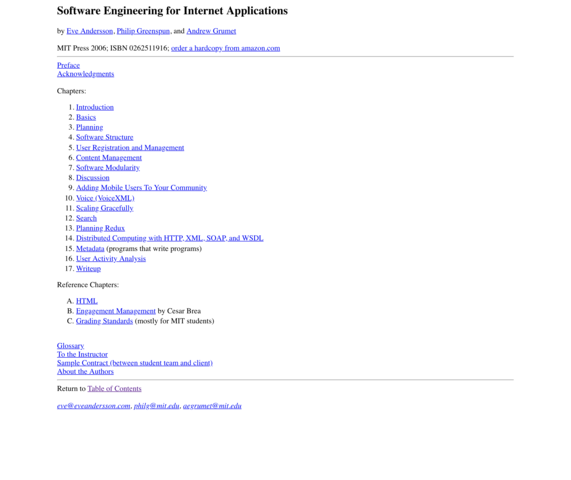 Software Engineering for Internet Applications
by Eve Andersson, Philip Greenspun, and Andrew Grumet
MIT Press 2006; ISBN 0262511916; order a hardcopy from amazon.com
Preface
Acknowledgments
Chapters:
1. Introduction
2. Basics
3. Planning
4. Software Structure
5. User Registration and Management
6. Content Management
7. Software Modularity
8. Discussion
9. Adding Mobile Users To Your Community
10. Voice (VoiceXML)
11. Scaling Gracefully
12. Search
13. Planning Redux
14. Distributed Computing with HTTP, XML, SOAP, and WSDL
15. Metadata (programs that write programs)
16. User Activity Analysis
17. Writeup
Reference Chapters:
A. HTML
B. Engagement Management by Cesar Brea
C. Grading Standards (mostly for MIT students)
Glossary
To the Instructor
Sample Contract (between student team and client)
About the Authors
Return to Table of Contents
eve@eveandersson.com, philg@mit.edu, aegrumet@mit.edu